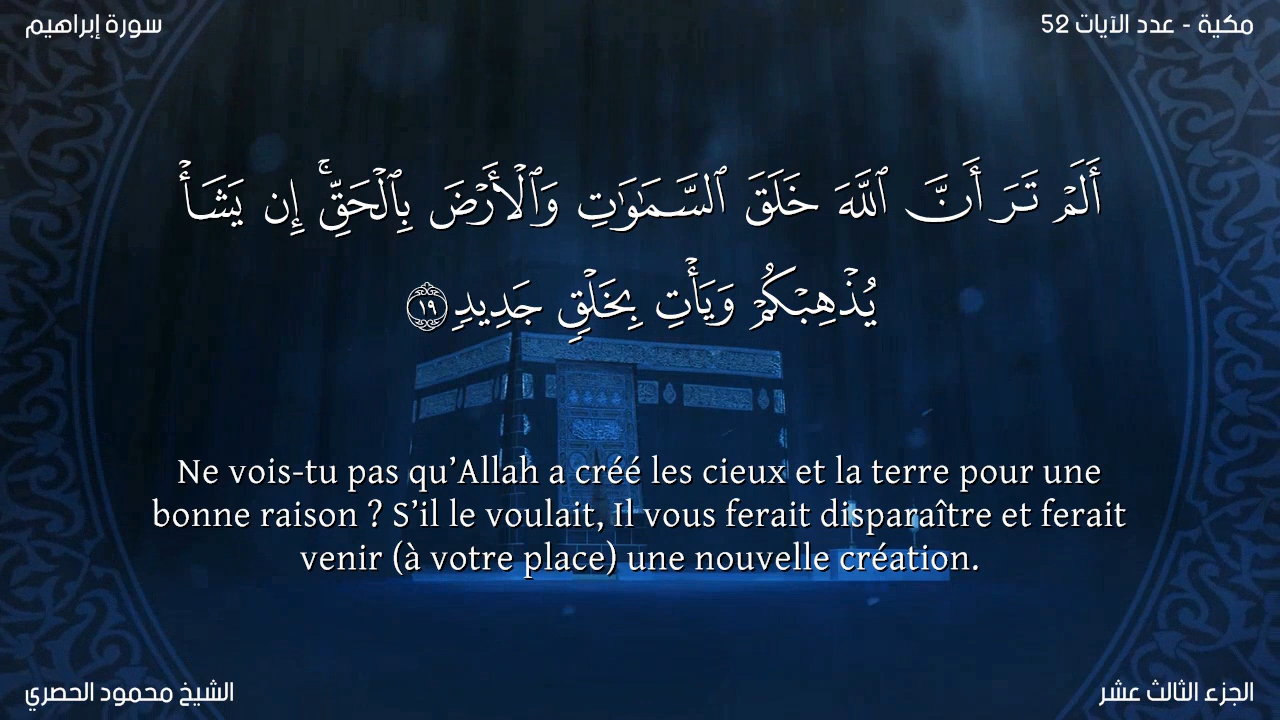 سورة إبراهيم
مكية - عدد الآيات 52
أَلَمْ تَرَ أَنَّ ٱللَّهَ خَلَقَ ٱلسَّمَٰوَٰتِ وَٱلْأَرْضَ بِٱلْحَقِّ ۚ إِن يَشَأْ
يُذْهِبْكُمْ وَيَأْتِ بِخَلْقٍ جَدِيدٍ ١٩
Ne vois-tu pas qu’Allah a créé les cieux et la terre pour une
bonne raison ? S’il le voulait, Il vous ferait disparaître et ferait
venir (à votre place) une nouvelle création.
الشيخ محمود الحصري
الجزء الثالث عشر